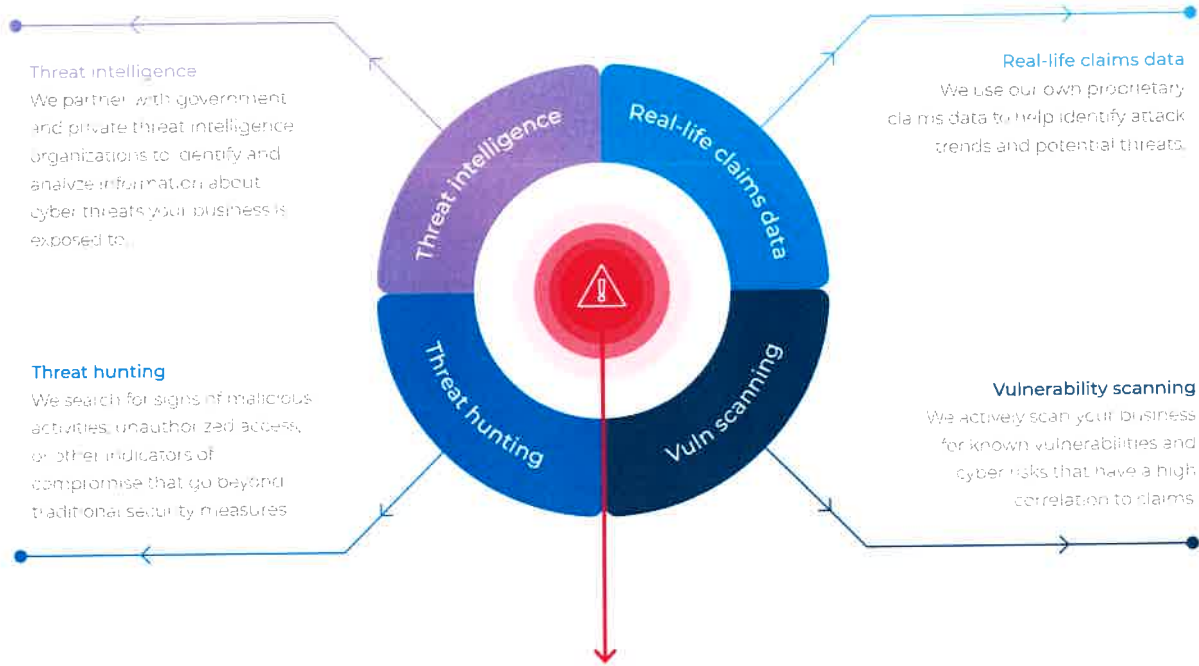 Threat intelligence
We partner with government
and private threat intelligence
organizations to identify and
analyze information about
cyber threats your business is
exposed to.
Real-life claims data
We use our own proprietary
claims data to help identify attack
trends and potential threats.
Threat intelligence
Real-life claims data
Threat hunting
Vuln scanning
Threat hunting
We search for signs of malicious
activities, unauthorized access,
or other indicators of
compromise that go beyond
traditional security measures
Vulnerability scanning
We actively scan your business
for known vulnerabilities and
cyber risks that have a high
correlation to claims.